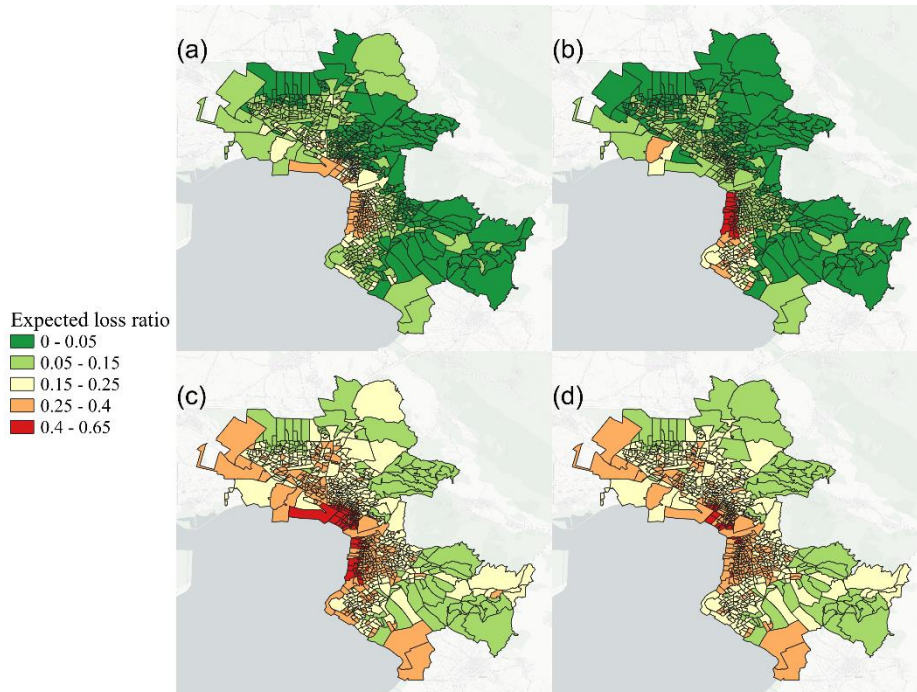 (a)
(b)
Expected loss ratio
0 - 0.05
0.05 - 0.15
0.15 - 0.25
0.25 - 0.4
0.4 - 0.65
(c)
(d)